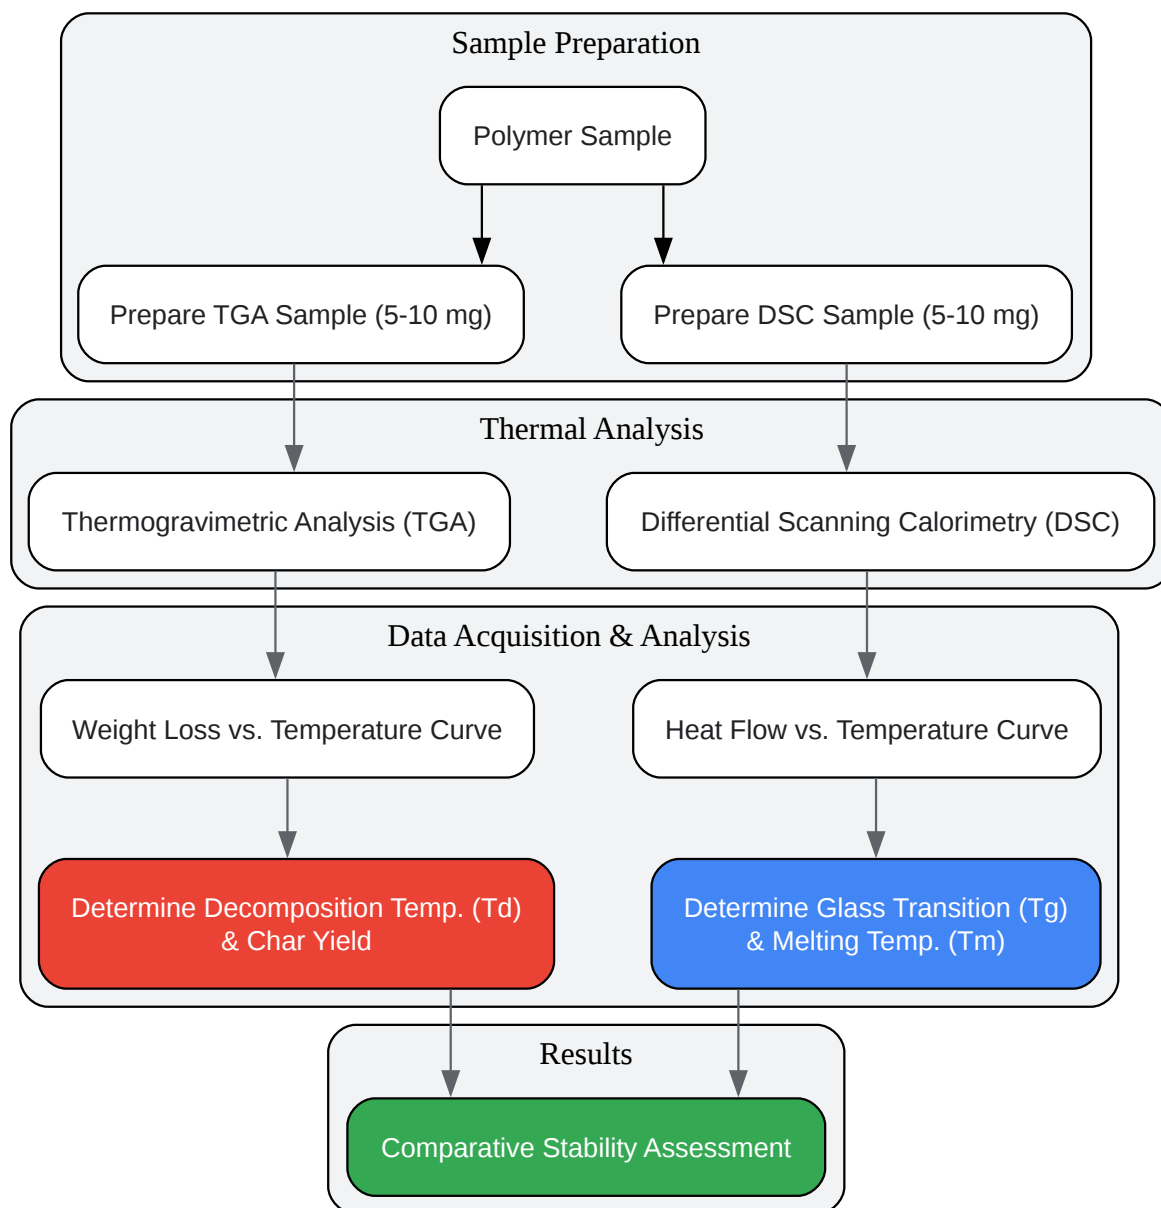 Sample Preparation
Polymer Sample
Prepare TGA Sample (5-10 mg)
Prepare DSC Sample (5-10 mg)
Thermal Analysis
Thermogravimetric Analysis (TGA)
Differential Scanning Calorimetry (DSC)
Data Acquisition & Analysis
Weight Loss vs. Temperature Curve
Heat Flow vs. Temperature Curve
Determine Decomposition Temp. (Td)
& Char Yield
Determine Glass Transition (Tg)
& Melting Temp. (Tm)
Results
Comparative Stability Assessment